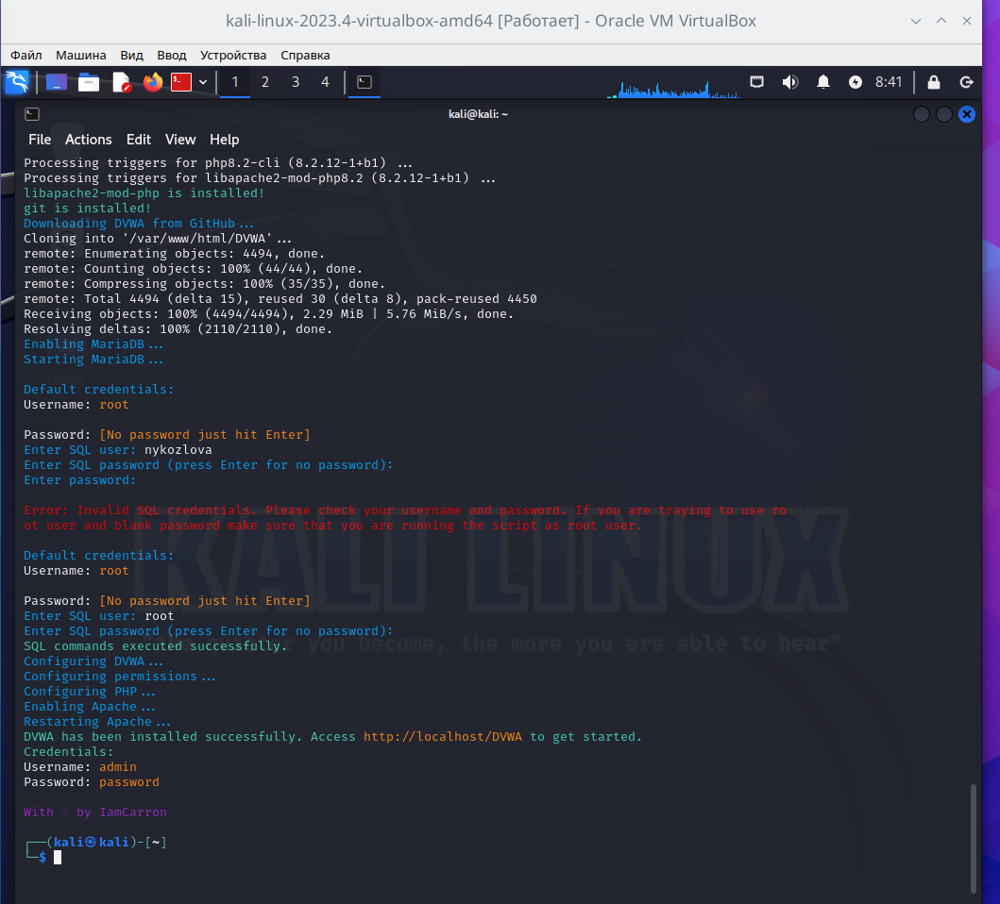 kali-linux-2023.4-virtualbox-amd64 [Работает] - Oracle VM VirtualBox
Файл Машина Вид Ввод Устройства Справка
1 2 3 4 8:41
kali@kali: ~
File Actions Edit View Help
Processing triggers for php8.2-cli (8.2.12-1+b1) ...
Processing triggers for libapache2-mod-php8.2 (8.2.12-1+b1) ...
libapache2-mod-php is installed!
git is installed!
Downloading DVWA from GitHub...
Cloning into '/var/www/html/DVWA'...
remote: Enumerating objects: 4494, done.
remote: Counting objects: 100% (44/44), done.
remote: Compressing objects: 100% (35/35), done.
remote: Total 4494 (delta 15), reused 30 (delta 8), pack-reused 4450
Receiving objects: 100% (4494/4494), 2.29 MiB | 5.76 MiB/s, done.
Resolving deltas: 100% (2110/2110), done.
Enabling MariaDB...
Starting MariaDB...
Home
Default credentials:
Username: root
Password: [No password just hit Enter]
Enter SQL user: nykozlova
Enter SQL password (press Enter for no password):
Enter password:
Error: Invalid SQL credentials. Please check your username and password. If you are traying to use ro
ot user and blank password make sure that you are running the script as root user.
KALI LINUX
Default credentials:
Username: root
Password: [No password just hit Enter]
Enter SQL user: root
Enter SQL password (press Enter for no password):
SQL commands executed successfully.
you become, the more you are able to hear"
Configuring DVWA...
Configuring permissions...
Configuring PHP...
Enabling Apache...
Restarting Apache...
DVWA has been installed successfully. Access http://localhost/DVWA to get started.
Credentials:
Username: admin
Password: password
With ♡ by IamCarron
┌──(kali㉿kali)-[~]
└─$